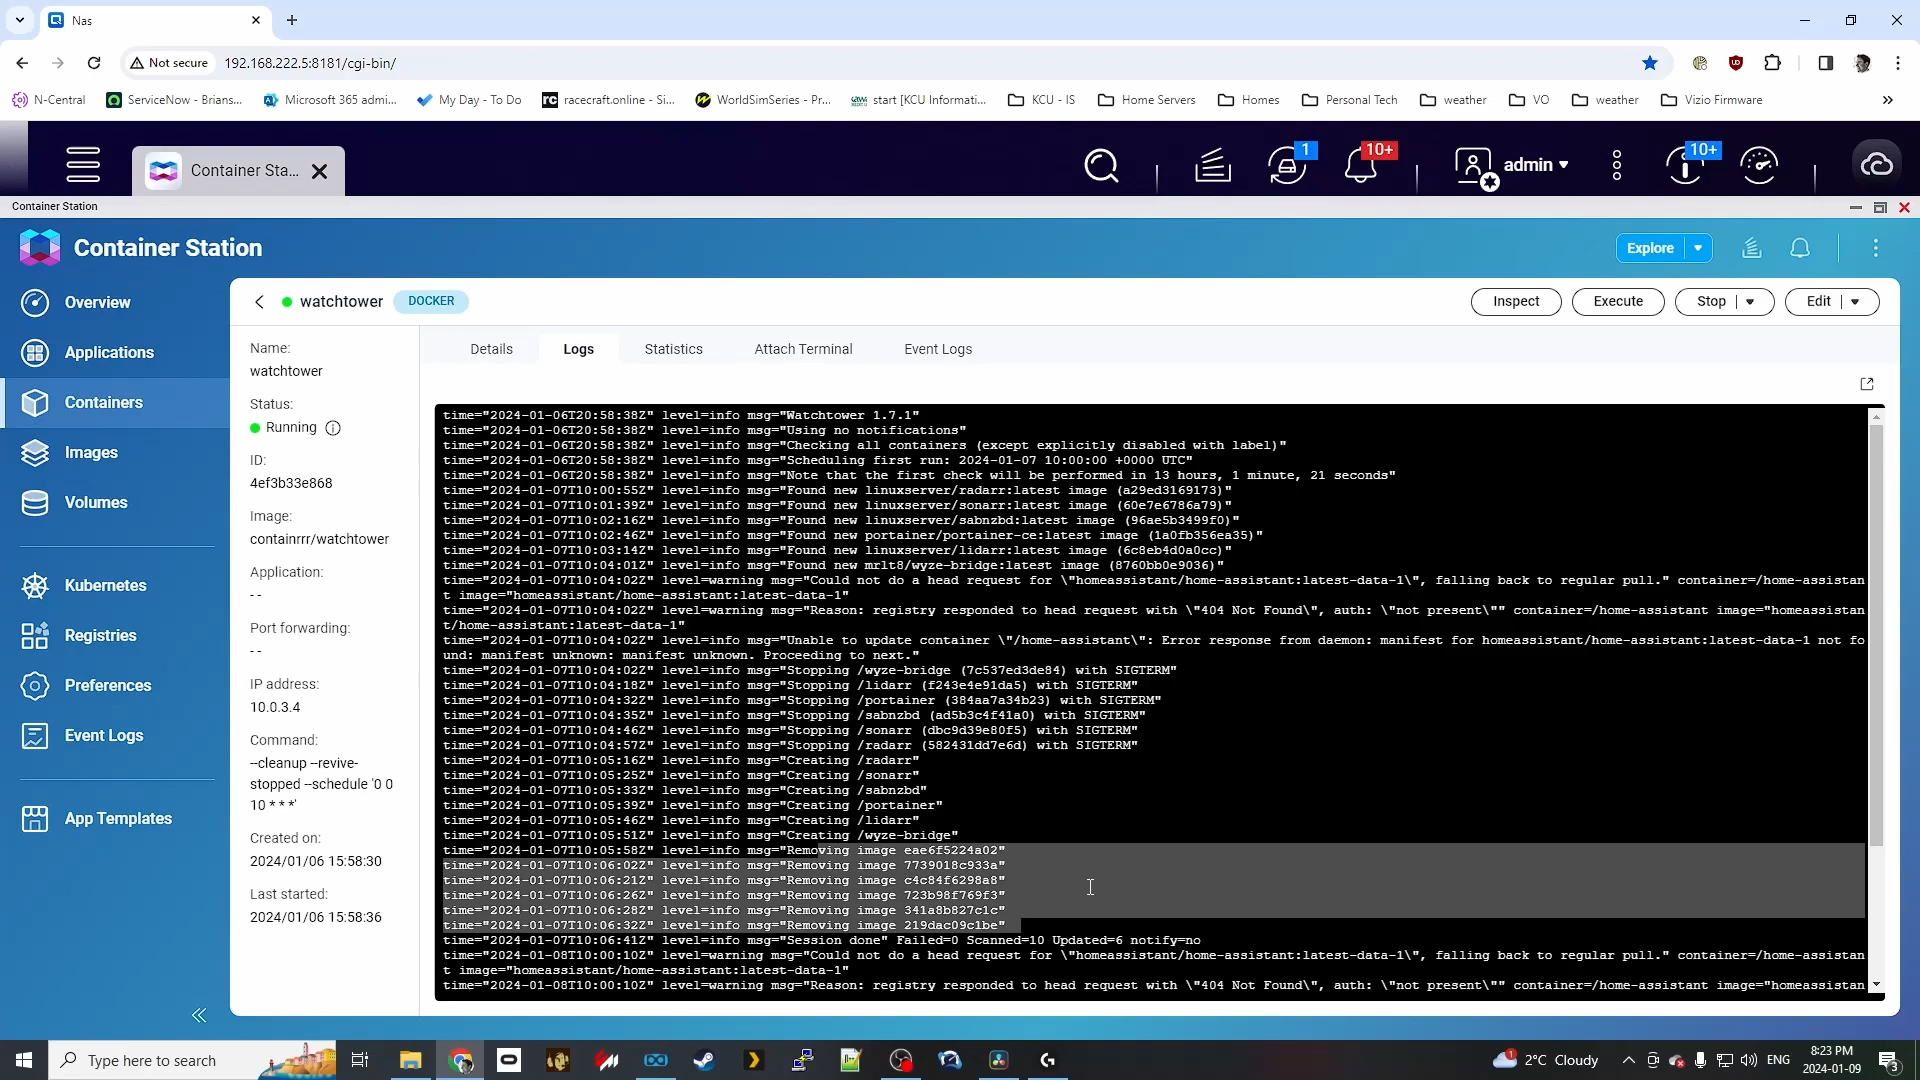 Nas
Not secure
192.168.222.5:8181/cgi-bin/
N-Central
ServiceNow - Brians...
Microsoft 365 admi...
My Day - To Do
rc racecraft.online - Si...
WorldSimSeries - Pr...
start [KCU Informati...
KCU - IS
Home Servers
Homes
Personal Tech
weather
VO
weather
Vizio Firmware
Container Sta...
1
10+
admin
10+
Container Station
Container Station
Explore
Overview
Applications
Containers
Images
Volumes
Kubernetes
Registries
Preferences
Event Logs
App Templates
watchtower
DOCKER
Inspect
Execute
Stop
Edit
Name:
watchtower
Status:
Running
ID:
4ef3b33e868
Image:
containrrr/watchtower
Application:
- -
Port forwarding:
- -
IP address:
10.0.3.4
Command:
--cleanup --revive-
stopped --schedule '0 0
10 * * *'
Created on:
2024/01/06 15:58:30
Last started:
2024/01/06 15:58:36
Details
Logs
Statistics
Attach Terminal
Event Logs
time="2024-01-06T20:58:38Z" level=info msg="Watchtower 1.7.1"
time="2024-01-06T20:58:38Z" level=info msg="Using no notifications"
time="2024-01-06T20:58:38Z" level=info msg="Checking all containers (except explicitly disabled with label)"
time="2024-01-06T20:58:38Z" level=info msg="Scheduling first run: 2024-01-07 10:00:00 +0000 UTC"
time="2024-01-06T20:58:38Z" level=info msg="Note that the first check will be performed in 13 hours, 1 minute, 21 seconds"
time="2024-01-07T10:00:55Z" level=info msg="Found new linuxserver/radarr:latest image (a29ed3169173)"
time="2024-01-07T10:01:39Z" level=info msg="Found new linuxserver/sonarr:latest image (60e7e6786a79)"
time="2024-01-07T10:02:16Z" level=info msg="Found new linuxserver/sabnzbd:latest image (96ae5b3499f0)"
time="2024-01-07T10:02:46Z" level=info msg="Found new portainer/portainer-ce:latest image (1a0fb356ea35)"
time="2024-01-07T10:03:14Z" level=info msg="Found new linuxserver/lidarr:latest image (6c8eb4d0a0cc)"
time="2024-01-07T10:04:01Z" level=info msg="Found new mrlt8/wyze-bridge:latest image (8760bb0e9036)"
time="2024-01-07T10:04:02Z" level=warning msg="Could not do a head request for \"homeassistant/home-assistant:latest-data-1\", falling back to regular pull." container=/home-assistan
t image="homeassistant/home-assistant:latest-data-1"
time="2024-01-07T10:04:02Z" level=warning msg="Reason: registry responded to head request with \"404 Not Found\", auth: \"not present\"" container=/home-assistant image="homeassistan
t/home-assistant:latest-data-1"
time="2024-01-07T10:04:02Z" level=info msg="Unable to update container \"/home-assistant\": Error response from daemon: manifest for homeassistant/home-assistant:latest-data-1 not fo
und: manifest unknown: manifest unknown. Proceeding to next."
time="2024-01-07T10:04:02Z" level=info msg="Stopping /wyze-bridge (7c537ed3de84) with SIGTERM"
time="2024-01-07T10:04:18Z" level=info msg="Stopping /lidarr (f243e4e91da5) with SIGTERM"
time="2024-01-07T10:04:32Z" level=info msg="Stopping /portainer (384aa7a34b23) with SIGTERM"
time="2024-01-07T10:04:35Z" level=info msg="Stopping /sabnzbd (ad5b3c4f41a0) with SIGTERM"
time="2024-01-07T10:04:46Z" level=info msg="Stopping /sonarr (dbc9d39e80f5) with SIGTERM"
time="2024-01-07T10:04:57Z" level=info msg="Stopping /radarr (582431dd7e6d) with SIGTERM"
time="2024-01-07T10:05:16Z" level=info msg="Creating /radarr"
time="2024-01-07T10:05:25Z" level=info msg="Creating /sonarr"
time="2024-01-07T10:05:33Z" level=info msg="Creating /sabnzbd"
time="2024-01-07T10:05:39Z" level=info msg="Creating /portainer"
time="2024-01-07T10:05:46Z" level=info msg="Creating /lidarr"
time="2024-01-07T10:05:51Z" level=info msg="Creating /wyze-bridge"
time="2024-01-07T10:05:58Z" level=info msg="Removing image eae6f5224a02"
time="2024-01-07T10:06:02Z" level=info msg="Removing image 7739018c933a"
time="2024-01-07T10:06:21Z" level=info msg="Removing image c4c84f6298a8"
time="2024-01-07T10:06:26Z" level=info msg="Removing image 723b98f769f3"
time="2024-01-07T10:06:28Z" level=info msg="Removing image 341a8b827c1c"
time="2024-01-07T10:06:32Z" level=info msg="Removing image 219dac09c1be"
time="2024-01-07T10:06:41Z" level=info msg="Session done" Failed=0 Scanned=10 Updated=6 notify=no
time="2024-01-08T10:00:10Z" level=warning msg="Could not do a head request for \"homeassistant/home-assistant:latest-data-1\", falling back to regular pull." container=/home-assistan
t image="homeassistant/home-assistant:latest-data-1"
time="2024-01-08T10:00:10Z" level=warning msg="Reason: registry responded to head request with \"404 Not Found\", auth: \"not present\"" container=/home-assistant image="homeassistan
Type here to search
1
2°C Cloudy
ENG
8:23 PM
2024-01-09
3